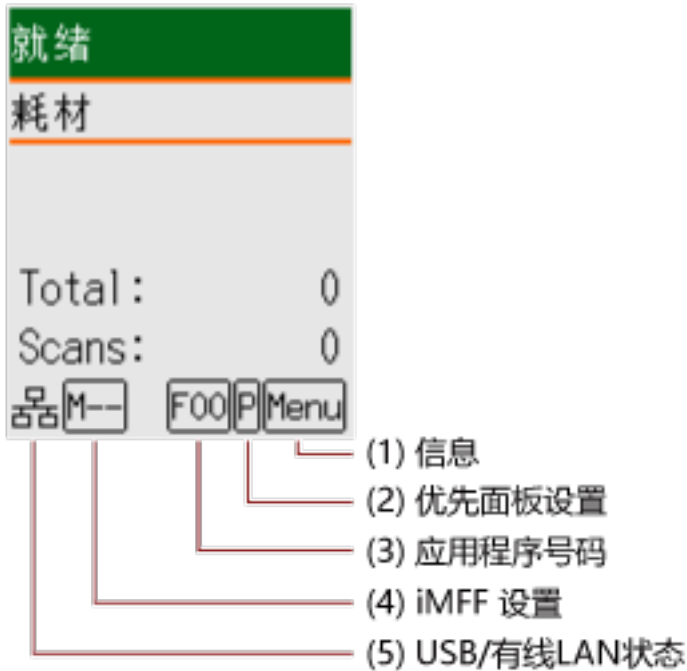 就绪
耗材
Total: 0
Scans: 0
M-- F00 P Menu
(1) 信息
(2) 优先面板设置
(3) 应用程序号码
(4) iMFF 设置
(5) USB/有线LAN状态